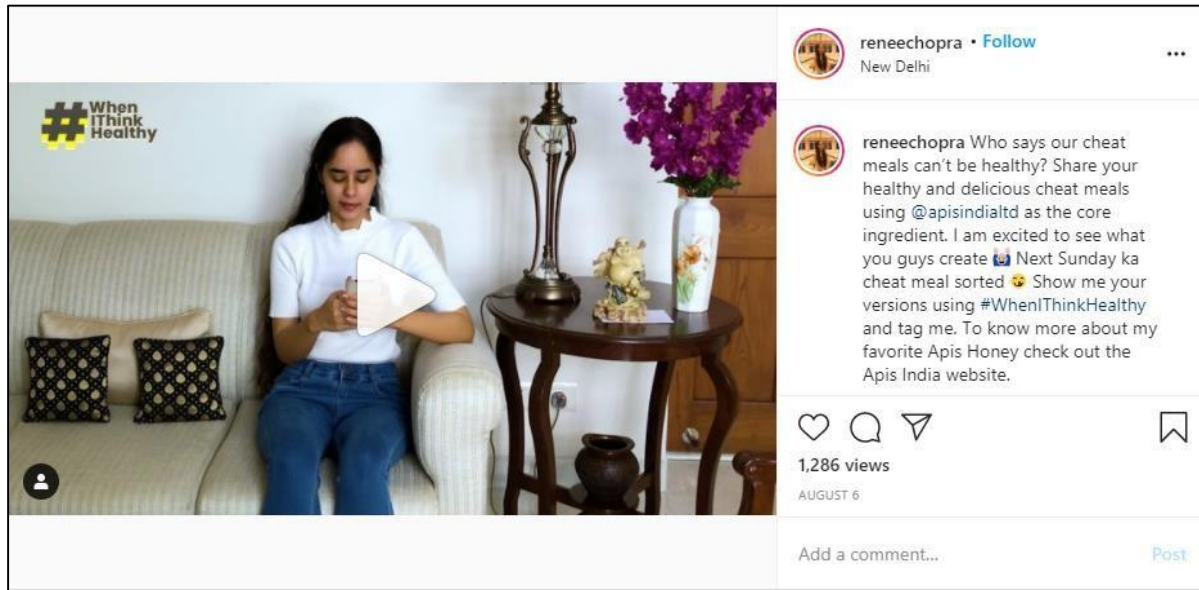 # When
IThink
Healthy
reneechopra • Follow
New Delhi
reneechopra Who says our cheat
meals can't be healthy? Share your
healthy and delicious cheat meals
using @apisindialtd as the core
ingredient. I am excited to see what
you guys create 🙌🏼 Next Sunday ka
cheat meal sorted 😋 Show me your
versions using #WhenIThinkHealthy
and tag me. To know more about my
favorite Apis Honey check out the
Apis India website.
1,286 views
AUGUST 6
Add a comment...
Post